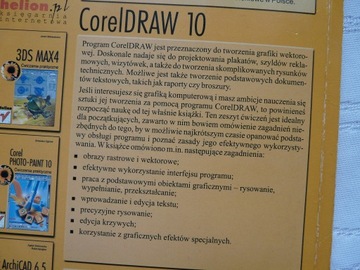 helion.pl
księgarnia
internetowa
w Polsce.
CorelDRAW 10
3DS MAX4
Corel
PHOTO-PAINT 10
ArchiCAD 6.5
Program CorelDRAW jest przeznaczony do tworzenia grafiki wektoro-
wej. Doskonale nadaje się do projektowania plakatów, szyldów rekla-
mowych, wizytówek, a także do tworzenia skomplikowanych rysunków
technicznych. Możliwe jest także tworzenie podstawowych dokumen-
tów tekstowych, takich jak raporty czy broszury.
Jeśli interesujesz się grafiką komputerową i masz ambicje nauczenia się
sztuki jej tworzenia za pomocą programu CorelDRAW, to powinieneś
rozpocząć naukę od tej właśnie książki. Ten zeszyt ćwiczeń jest idealny
dla początkujących, zawarto w nim bowiem omówienie zagadnień nie-
zbędnych do tego, by w możliwie najkrótszym czasie opanować podsta-
wy obsługi programu i poznać zasady jego efektywnego wykorzysty-
wania. W książce omówiono m.in. następujące zagadnienia:
• obrazy rastrowe i wektorowe;
• efektywne wykorzystanie interfejsu programu;
• praca z podstawowymi obiektami graficznymi – rysowanie,
wypełnianie, przekształcanie;
• wprowadzanie i edycja tekstu;
• precyzyjne rysowanie;
• edycja krzywych;
• korzystanie z graficznych efektów specjalnych.